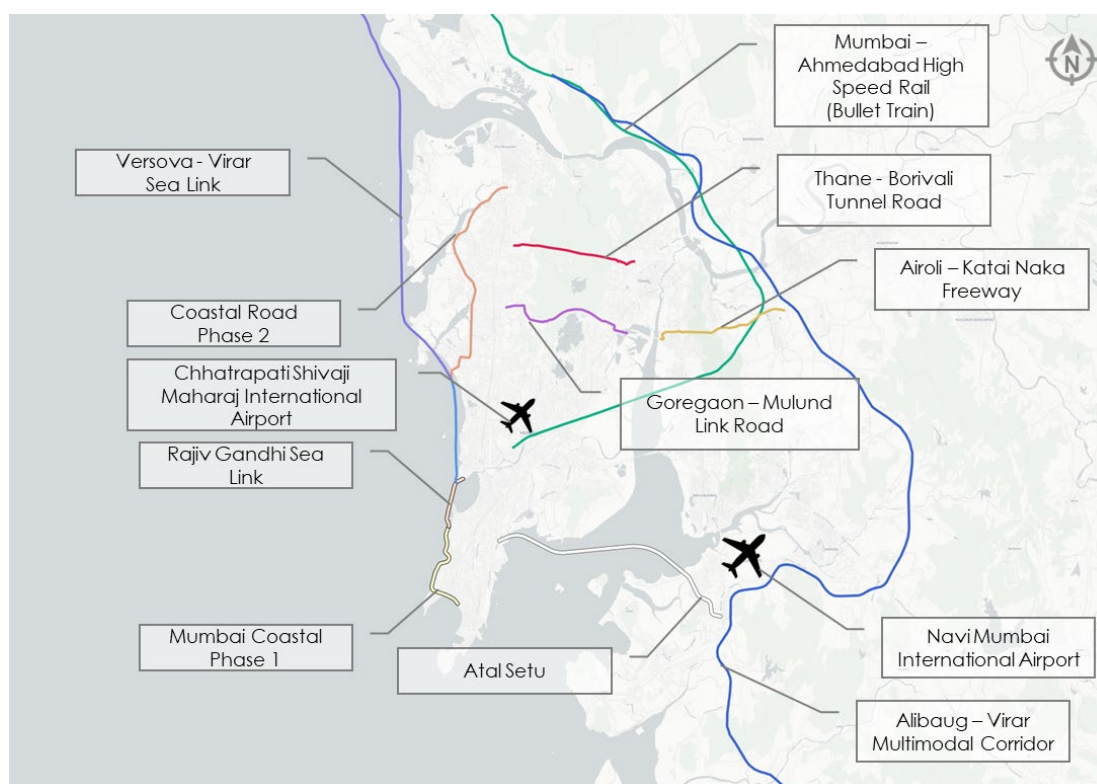 Mumbai –
Ahmedabad High
Speed Rail
(Bullet Train)
N
Versova - Virar
Sea Link
Thane - Borivali
Tunnel Road
Airoli – Katai Naka
Freeway
Coastal Road
Phase 2
Chhatrapati Shivaji
Maharaj International
Airport
Goregaon – Mulund
Link Road
Rajiv Gandhi Sea
Link
Mumbai Coastal
Phase 1
Atal Setu
Navi Mumbai
International Airport
Alibaug – Virar
Multimodal Corridor